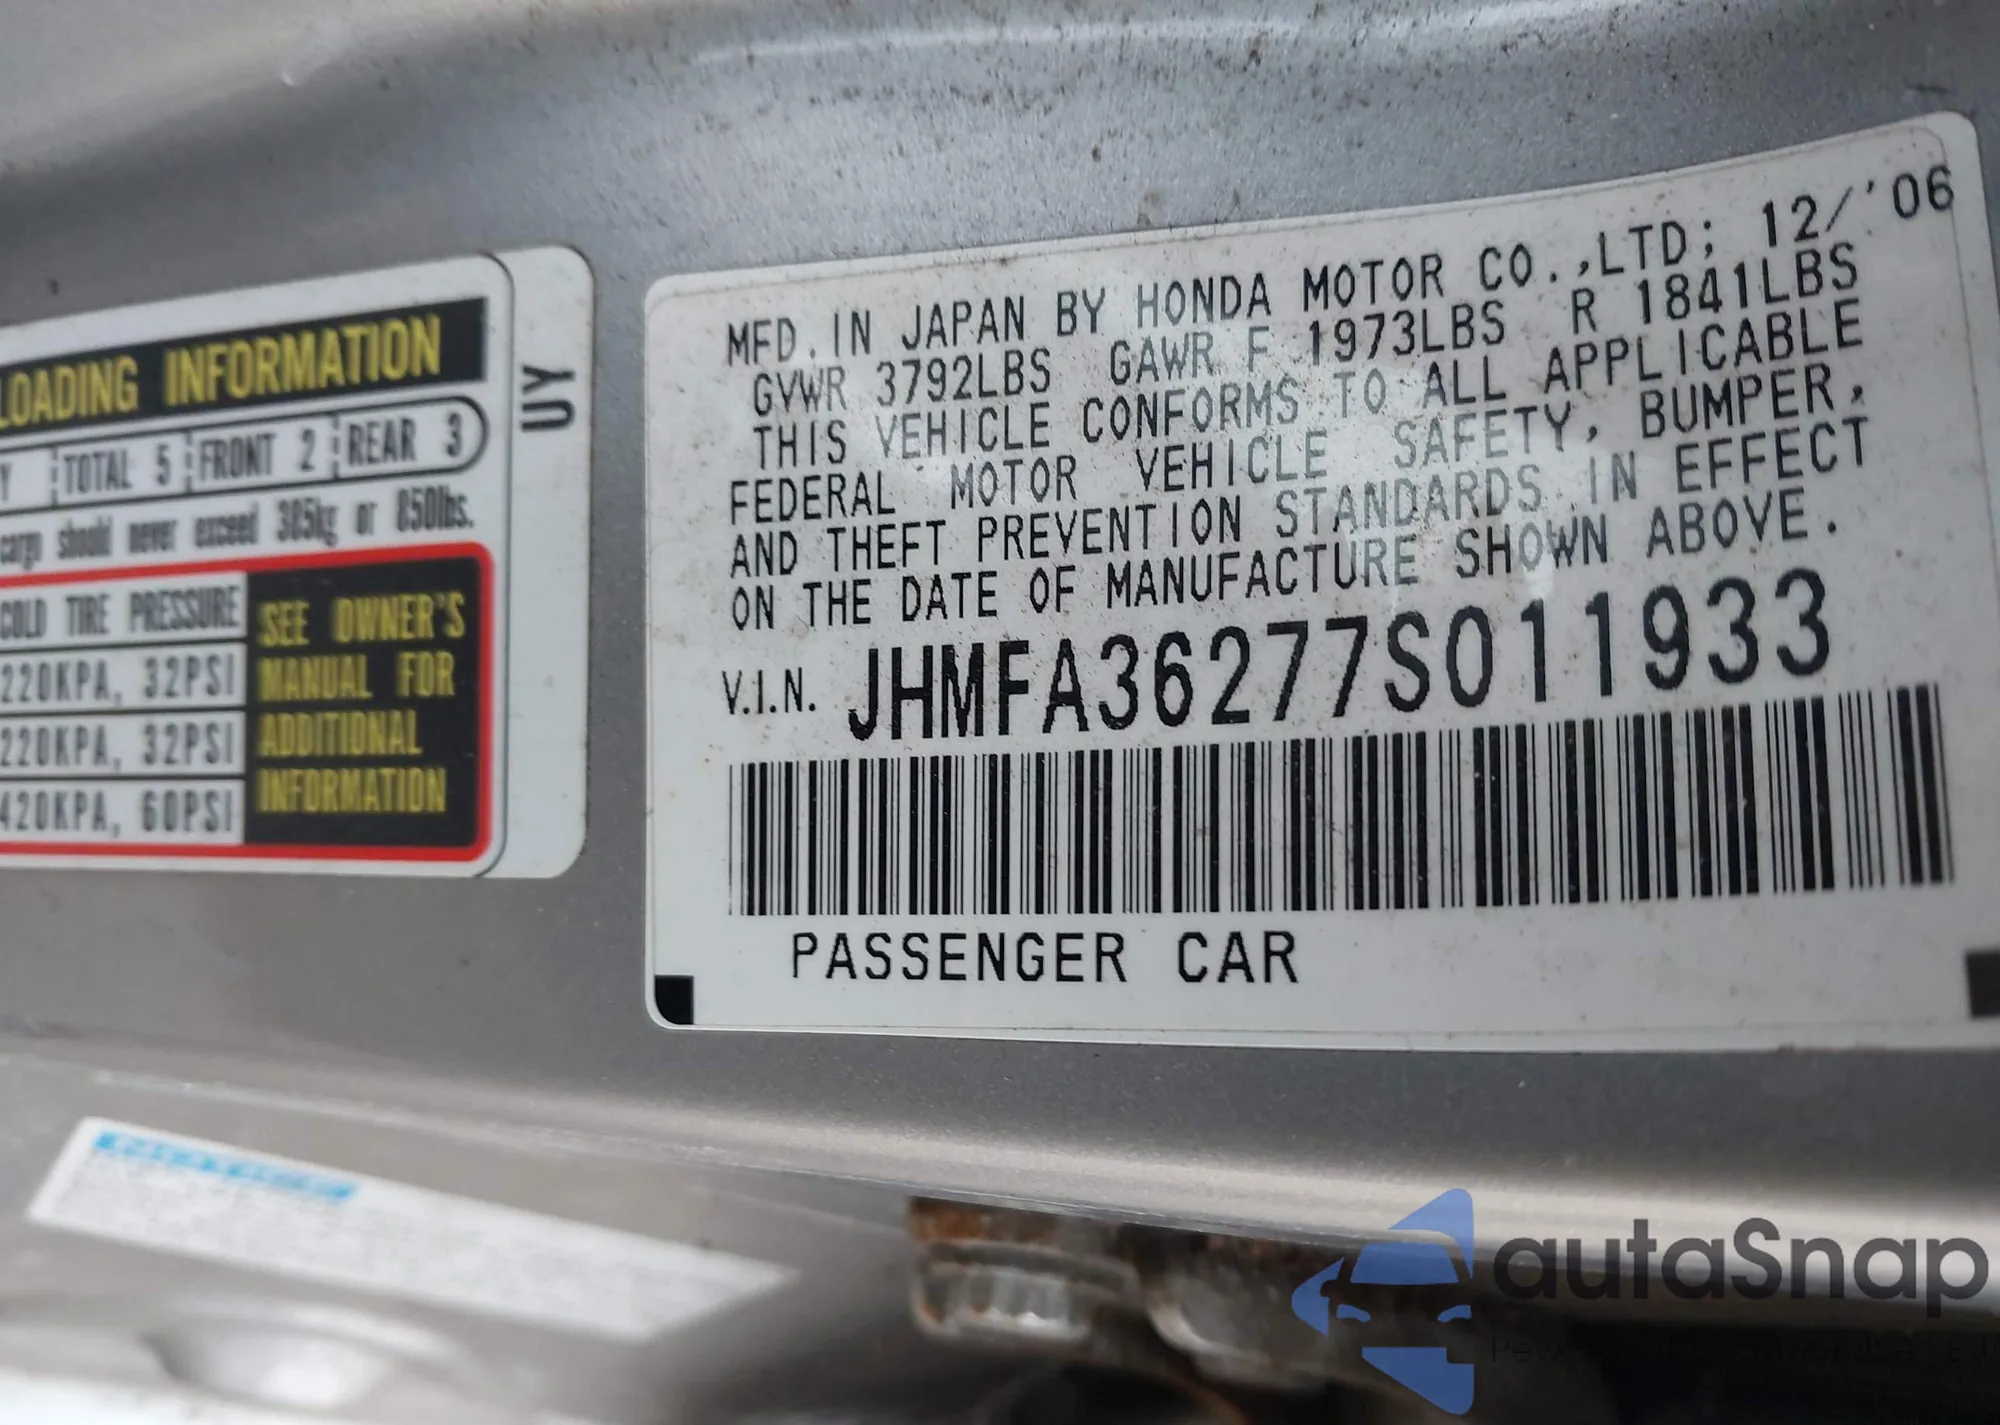 LOADING INFORMATION
Y TOTAL 5 FRONT 2 REAR 3
cargo should never exceed 385kg or 850lbs.
COLD TIRE PRESSURE
220KPA, 32PSI
220KPA, 32PSI
420KPA, 60PSI
SEE OWNER'S
MANUAL FOR
ADDITIONAL
INFORMATION
UY
MFD. IN JAPAN BY HONDA MOTOR CO.,LTD; 12/'06
GVWR 3792LBS GAWR F 1973LBS R 1841LBS
THIS VEHICLE CONFORMS TO ALL APPLICABLE
FEDERAL MOTOR VEHICLE SAFETY, BUMPER,
AND THEFT PREVENTION STANDARDS IN EFFECT
ON THE DATE OF MANUFACTURE SHOWN ABOVE.
V.I.N. JHMFA36277S011933
PASSENGER CAR
autaSnap